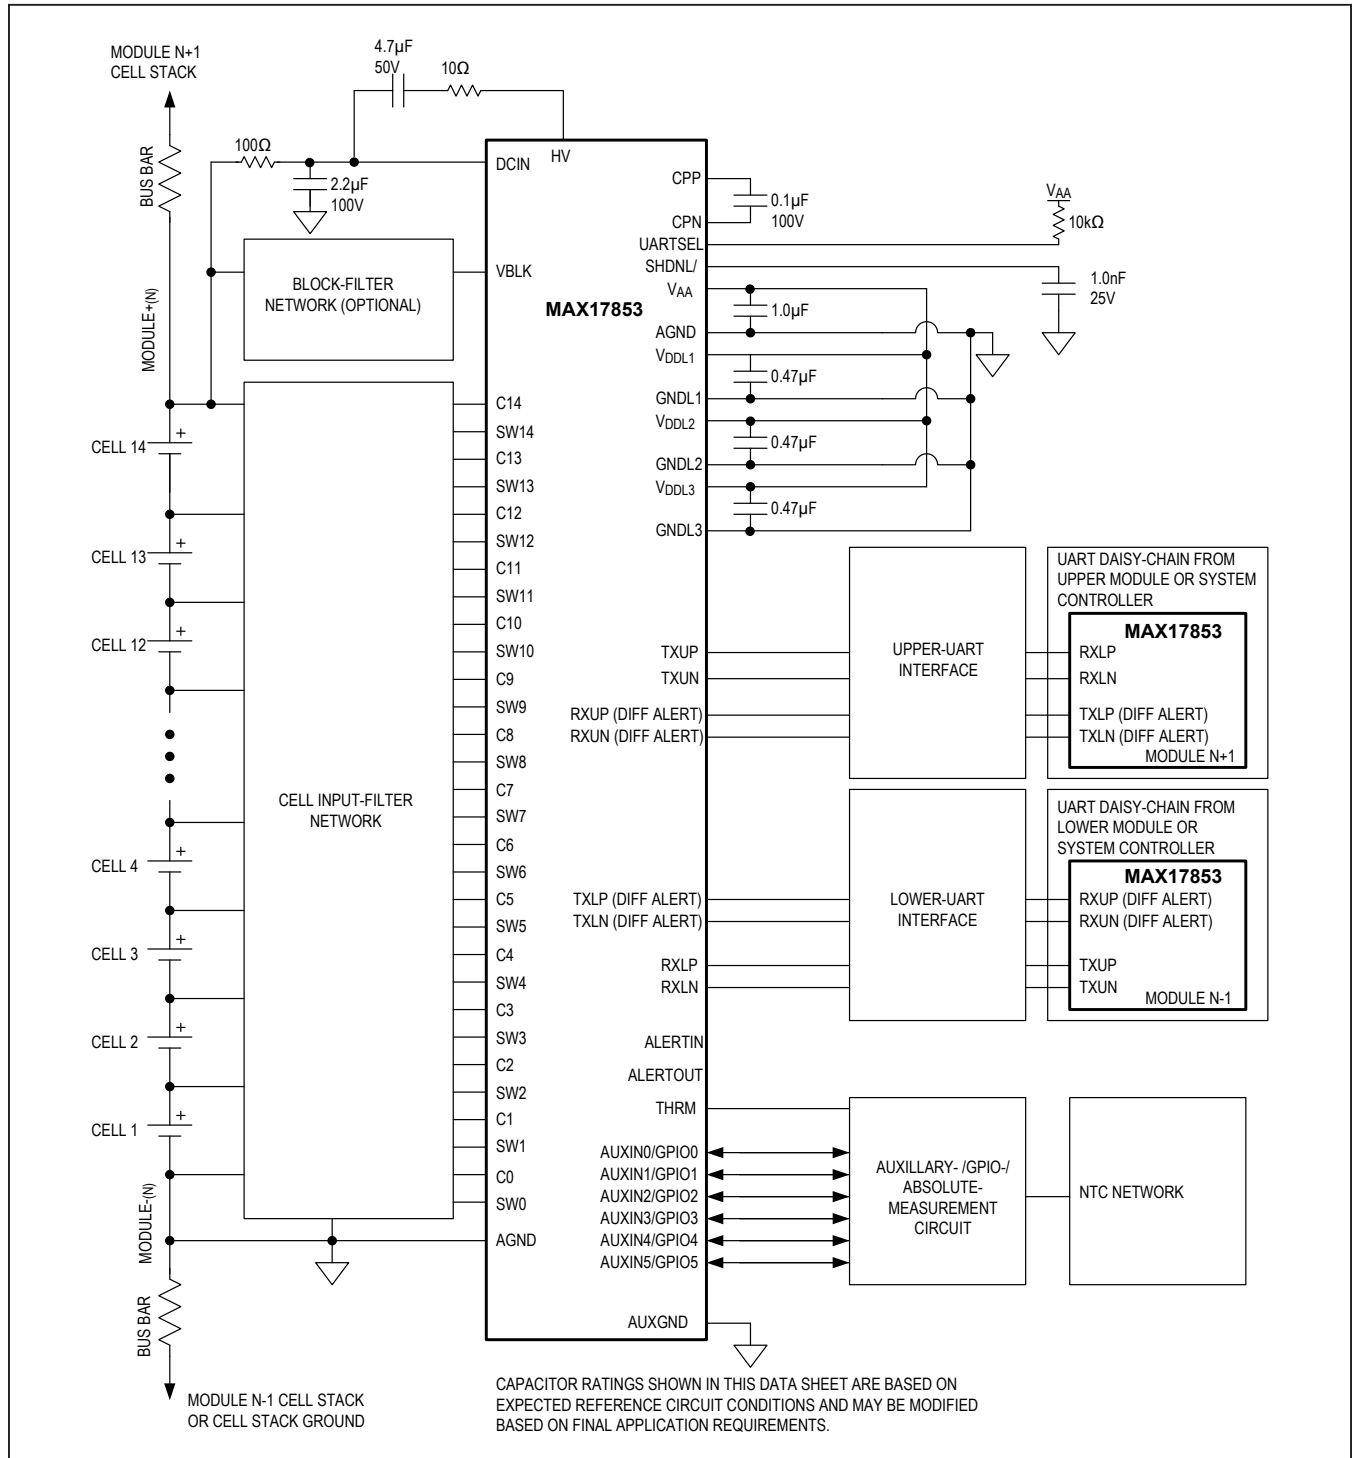 MODULE N+1
CELL STACK
4.7µF
50V
10Ω
BUS BAR
100Ω
2.2µF
100V
DCIN
HV
CPP
CPN
0.1µF
100V
VAA
10kΩ
UARTSEL
SHDNL/
1.0nF
25V
BLOCK-FILTER
NETWORK (OPTIONAL)
VBLK
MAX17853
VAA
1.0µF
AGND
VDDL1
0.47µF
GNDL1
VDDL2
0.47µF
GNDL2
VDDL3
0.47µF
GNDL3
MODULE+(N)
CELL 14
+
CELL 13
+
CELL 12
+
CELL 4
+
CELL 3
+
CELL 2
+
CELL 1
+
MODULE-(N)
BUS BAR
MODULE N-1 CELL STACK
OR CELL STACK GROUND
CELL INPUT-FILTER
NETWORK
C14
SW14
C13
SW13
C12
SW12
C11
SW11
C10
SW10
C9
SW9
C8
SW8
C7
SW7
C6
SW6
C5
SW5
C4
SW4
C3
SW3
C2
SW2
C1
SW1
C0
SW0
AGND
TXUP
TXUN
RXUP (DIFF ALERT)
RXUN (DIFF ALERT)
UPPER-UART
INTERFACE
UART DAISY-CHAIN FROM
UPPER MODULE OR SYSTEM
CONTROLLER
MAX17853
RXLP
RXLN
TXLP (DIFF ALERT)
TXLN (DIFF ALERT)
MODULE N+1
TXLP (DIFF ALERT)
TXLN (DIFF ALERT)
RXLP
RXLN
LOWER-UART
INTERFACE
UART DAISY-CHAIN FROM
LOWER MODULE OR
SYSTEM CONTROLLER
MAX17853
RXUP (DIFF ALERT)
RXUN (DIFF ALERT)
TXUP
TXUN
MODULE N-1
ALERTIN
ALERTOUT
THRM
AUXIN0/GPIO0
AUXIN1/GPIO1
AUXIN2/GPIO2
AUXIN3/GPIO3
AUXIN4/GPIO4
AUXIN5/GPIO5
AUXILLARY- /GPIO-/
ABSOLUTE-
MEASUREMENT
CIRCUIT
NTC NETWORK
AUXGND
CAPACITOR RATINGS SHOWN IN THIS DATA SHEET ARE BASED ON
EXPECTED REFERENCE CIRCUIT CONDITIONS AND MAY BE MODIFIED
BASED ON FINAL APPLICATION REQUIREMENTS.